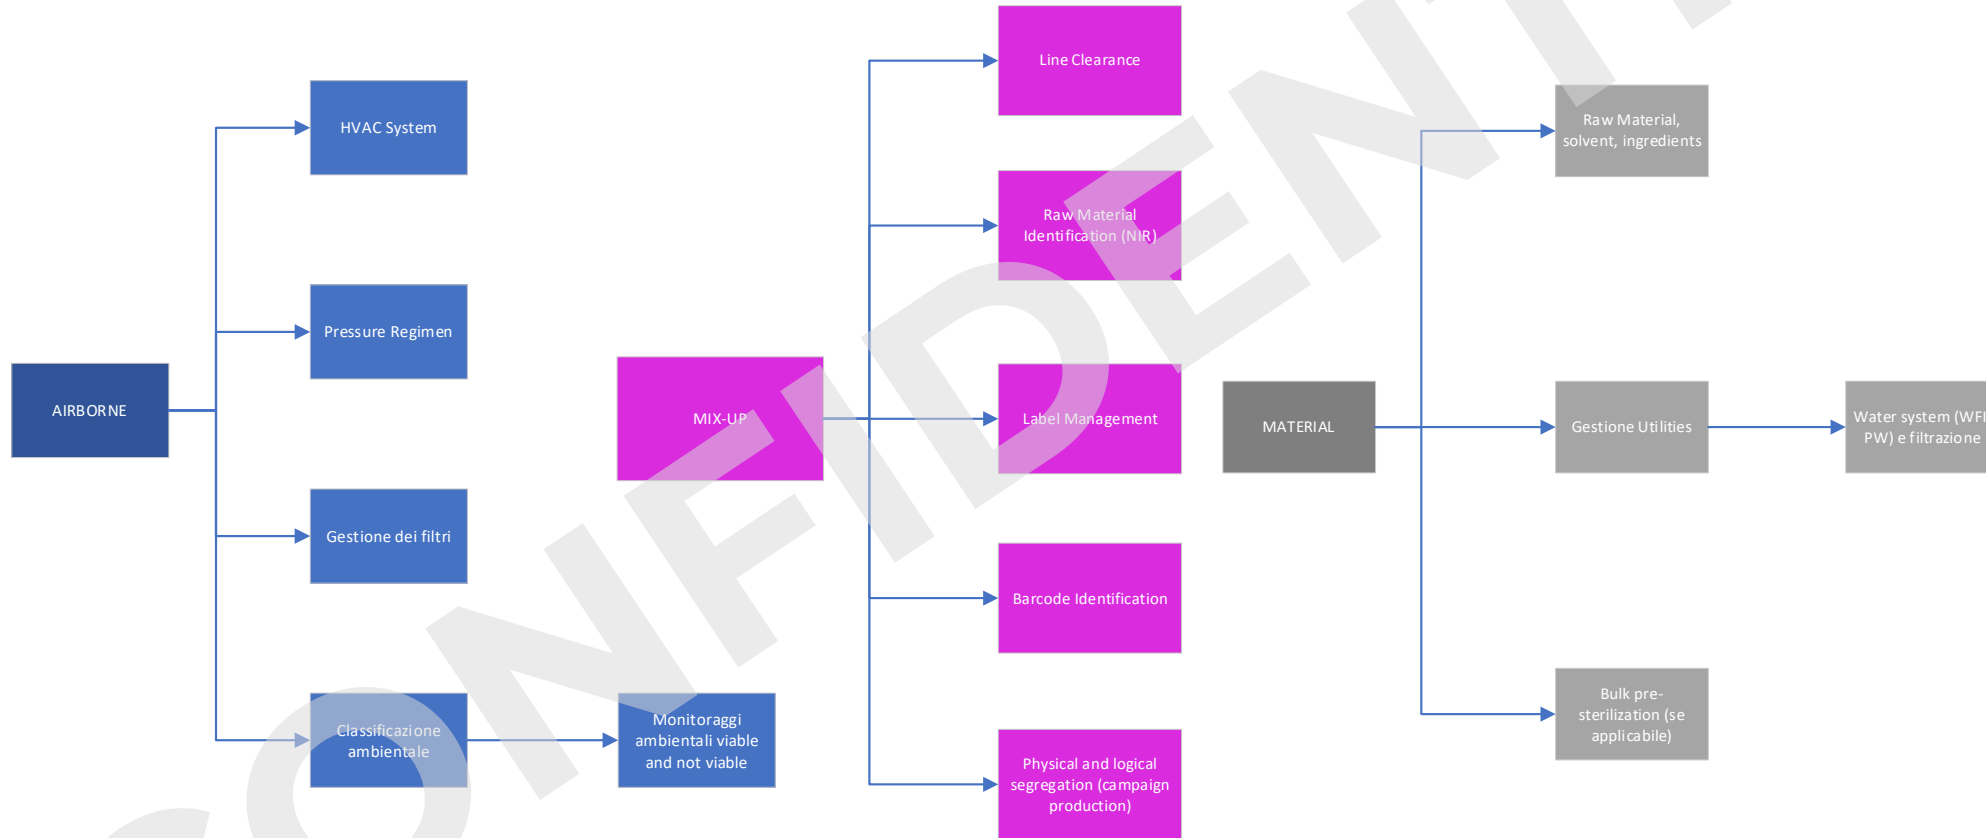 AIRBORNE
HVAC System
Pressure Regimen
Gestione dei filtri
Classificazione
ambientale
Monitoraggi
ambientali viable
and not viable
MIX-UP
Line Clearance
Raw Material
Identification (NIR)
Label Management
Barcode Identification
Physical and logical
segregation (campaign
production)
MATERIAL
Raw Material,
solvent, ingredients
Gestione Utilities
Water system (WFI
PW) e filtrazione
Bulk pre-
sterilization (se
applicabile)
CONFIDENT